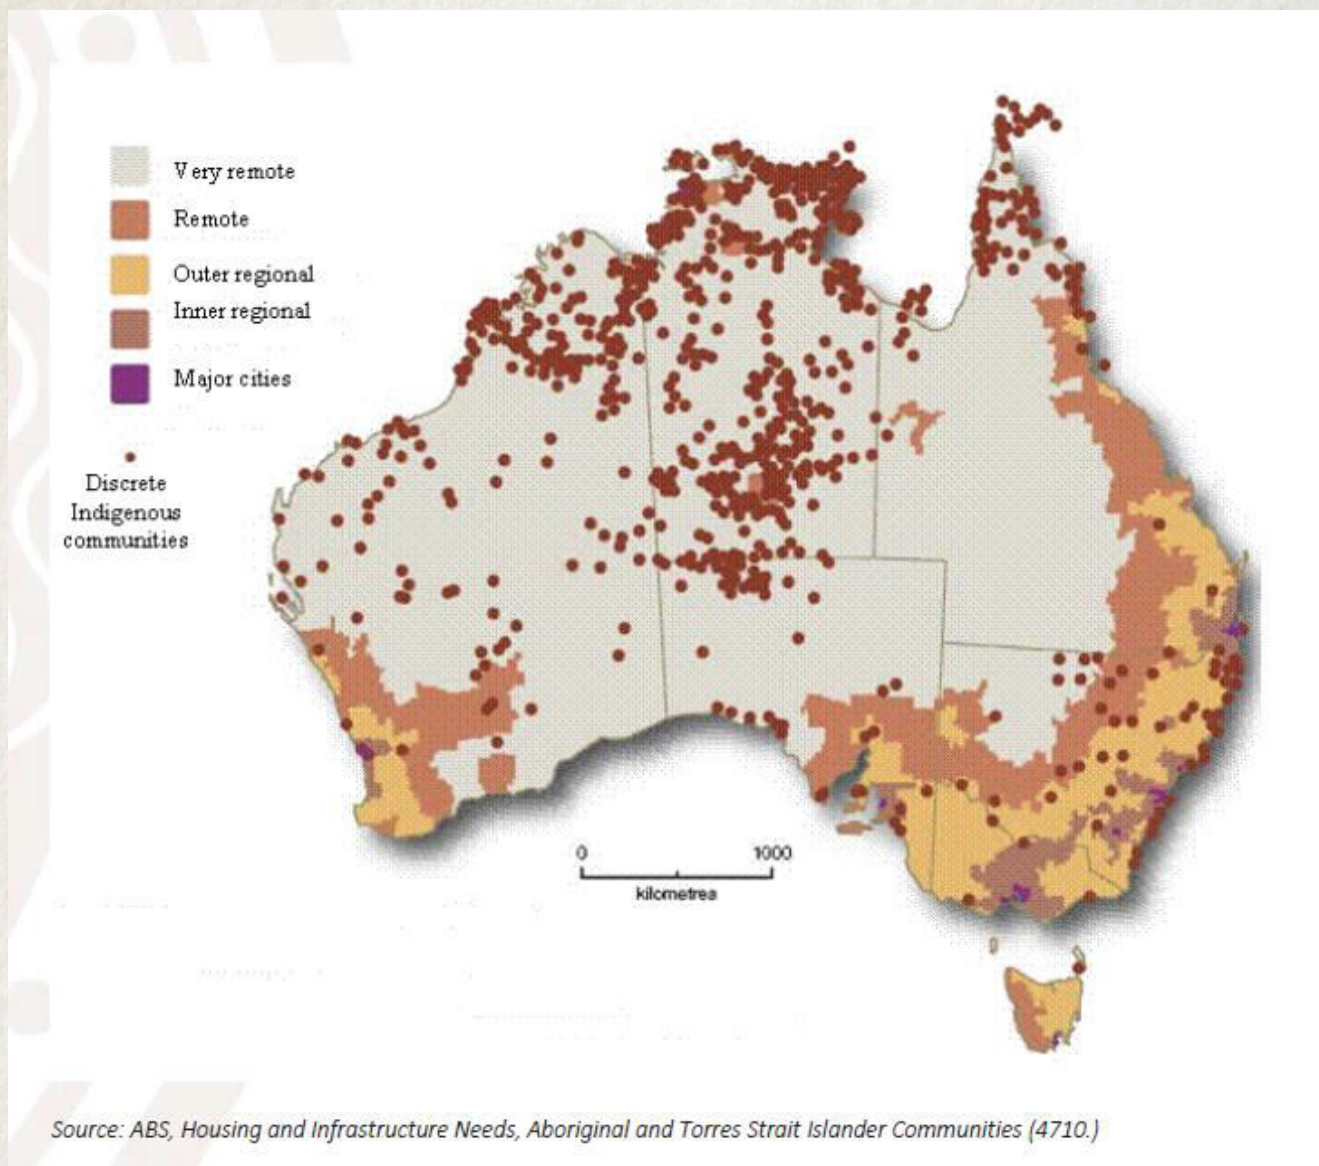 Very remote
Remote
Outer regional
Inner regional
Major cities
Discrete
Indigenous
communities
0 1000
kilometrea
Source: ABS, Housing and Infrastructure Needs, Aboriginal and Torres Strait Islander Communities (4710.)